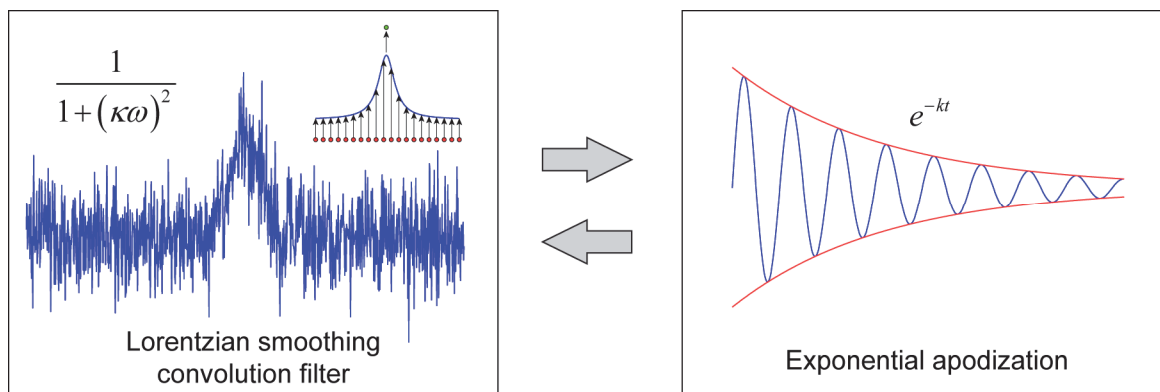 1
1+(κω)²
e⁻ᵏᵗ
Lorentzian smoothing
convolution filter
Exponential apodization